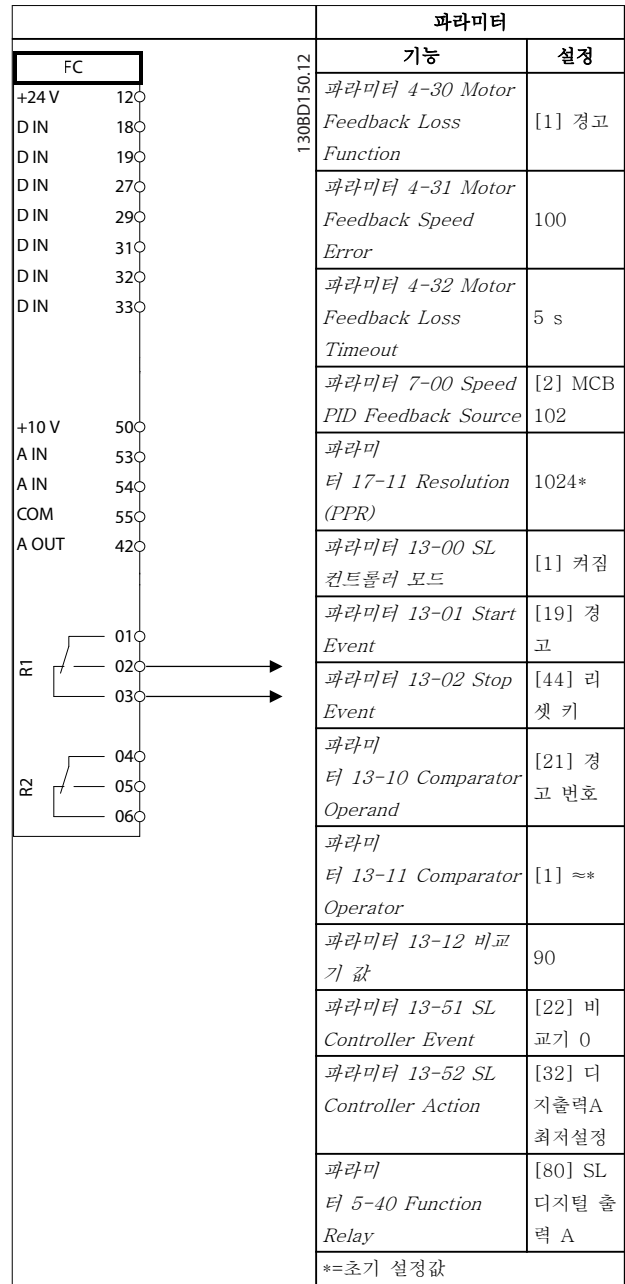 파라미터
FC
130BD150.12
+24 V 12
D IN 18
D IN 19
D IN 27
D IN 29
D IN 31
D IN 32
D IN 33
+10 V 50
A IN 53
A IN 54
COM 55
A OUT 42
R1
01
02
03
R2
04
05
06
기능 설정
파라미터 4-30 Motor
Feedback Loss
Function
[1] 경고
파라미터 4-31 Motor
Feedback Speed
Error
100
파라미터 4-32 Motor
Feedback Loss
Timeout
5 s
파라미터 7-00 Speed
PID Feedback Source
[2] MCB
102
파라미
터 17-11 Resolution
(PPR)
1024*
파라미터 13-00 SL
컨트롤러 모드
[1] 켜짐
파라미터 13-01 Start
Event
[19] 경
고
파라미터 13-02 Stop
Event
[44] 리
셋 키
파라미
터 13-10 Comparator
Operand
[21] 경
고 번호
파라미
터 13-11 Comparator
Operator
[1] ≈*
파라미터 13-12 비교
기 값
90
파라미터 13-51 SL
Controller Event
[22] 비
교기 0
파라미터 13-52 SL
Controller Action
[32] 디
지출력A
최저설정
파라미
터 5-40 Function
Relay
[80] SL
디지털 출
력 A
*=초기 설정값